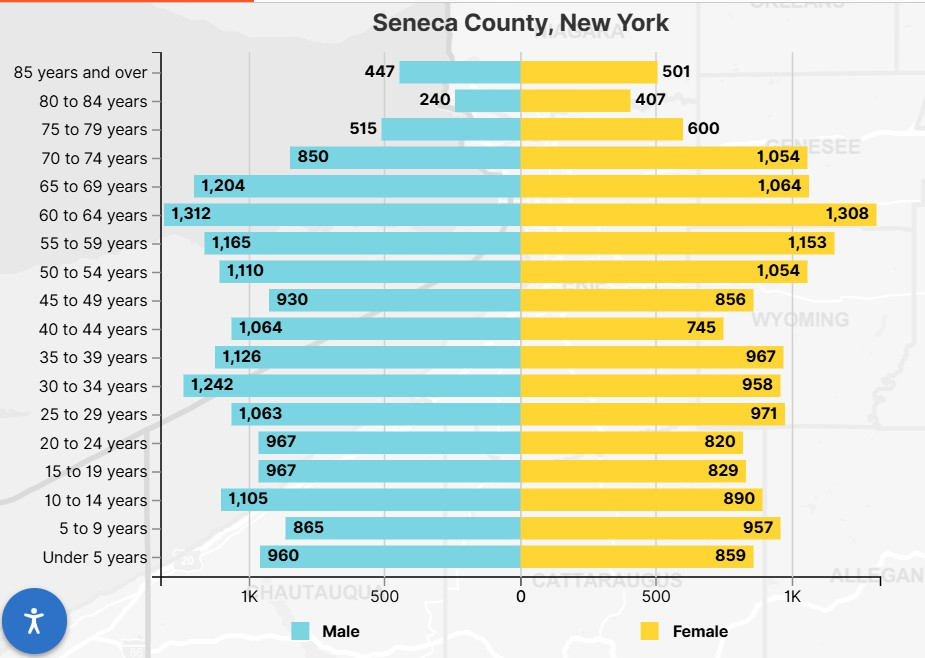 ORLEANS
Seneca County, New York
NIAGARA
85 years and over 447 501
80 to 84 years 240 407
75 to 79 years 515 600
GENESEE
70 to 74 years 850 1,054
65 to 69 years 1,204 1,064
60 to 64 years 1,312 1,308
55 to 59 years 1,165 1,153
50 to 54 years 1,110 1,054
ERIE
45 to 49 years 930 856
WYOMING
40 to 44 years 1,064 745
35 to 39 years 1,126 967
30 to 34 years 1,242 958
25 to 29 years 1,063 971
20 to 24 years 967 820
15 to 19 years 967 829
10 to 14 years 1,105 890
5 to 9 years 865 957
Under 5 years 960 859
20
HAUTAUQU CATTARAUGUS ALLEGAN
1K 500 0 500 1K
Male Female
86